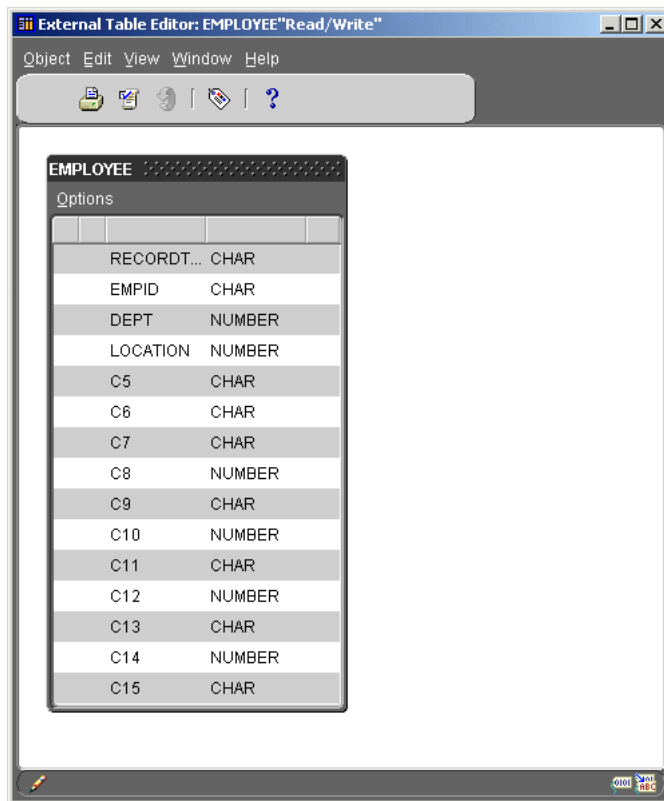 External Table Editor: EMPLOYEE"Read/Write"
Object Edit View Window Help
EMPLOYEE
Options
RECORDT... CHAR
EMPID CHAR
DEPT NUMBER
LOCATION NUMBER
C5 CHAR
C6 CHAR
C7 CHAR
C8 NUMBER
C9 CHAR
C10 NUMBER
C11 CHAR
C12 NUMBER
C13 CHAR
C14 NUMBER
C15 CHAR